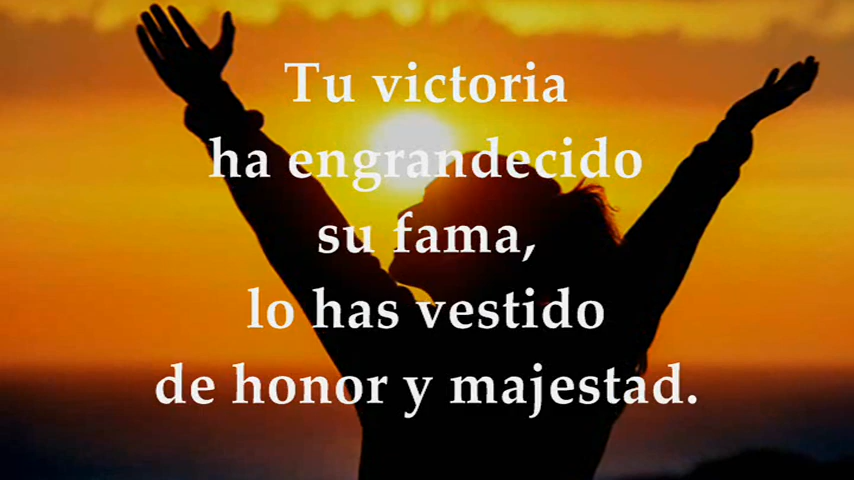 Tu victoria
ha engrandecido
su fama,
lo has vestido
de honor y majestad.